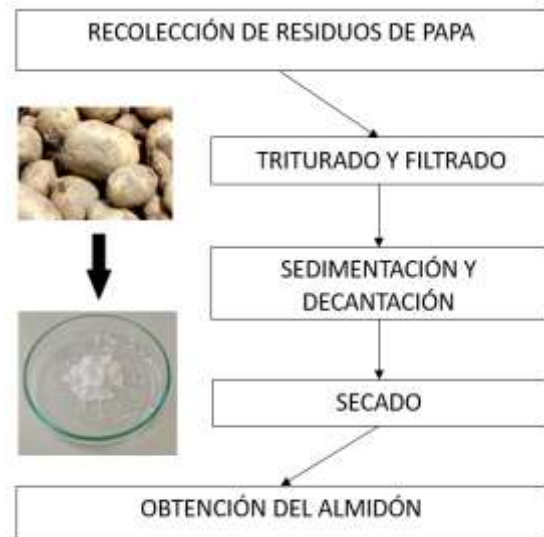 RECOLECCIÓN DE RESIDUOS DE PAPA
TRITURADO Y FILTRADO
SEDIMENTACIÓN Y
DECANTACIÓN
SECADO
OBTENCIÓN DEL ALMIDÓN